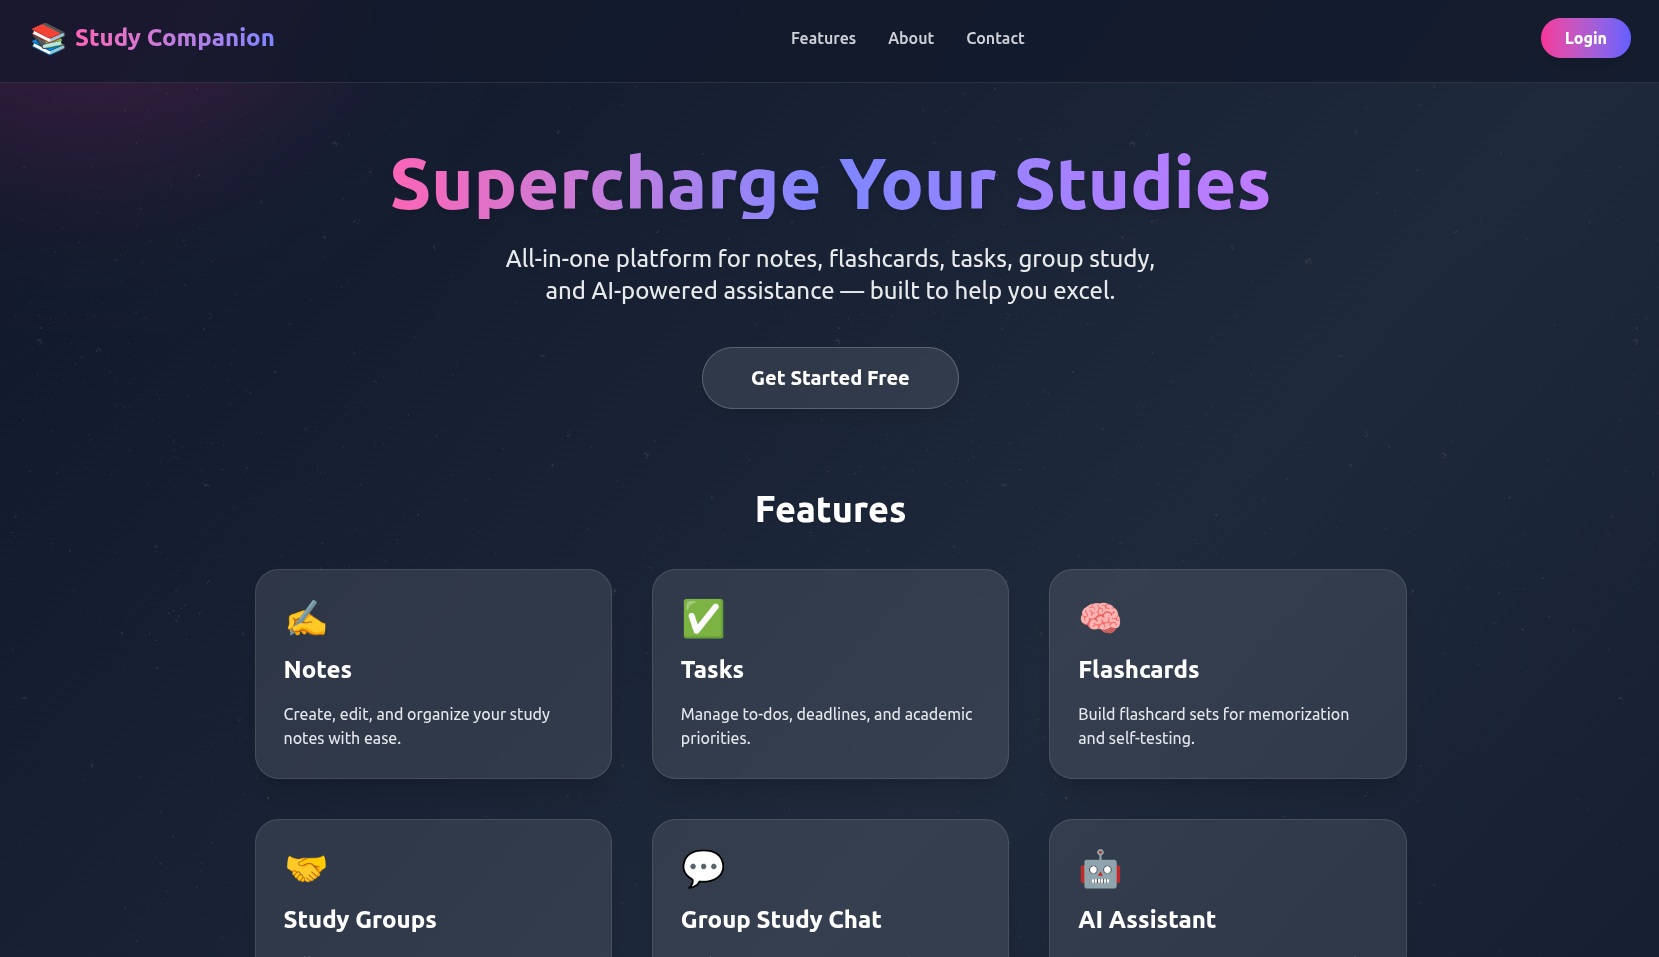 Study Companion
Features
About
Contact
Login
Supercharge Your Studies
All-in-one platform for notes, flashcards, tasks, group study,
and AI-powered assistance — built to help you excel.
Get Started Free
Features
Notes
Create, edit, and organize your study
notes with ease.
Tasks
Manage to-dos, deadlines, and academic
priorities.
Flashcards
Build flashcard sets for memorization
and self-testing.
Study Groups
Group Study Chat
AI Assistant